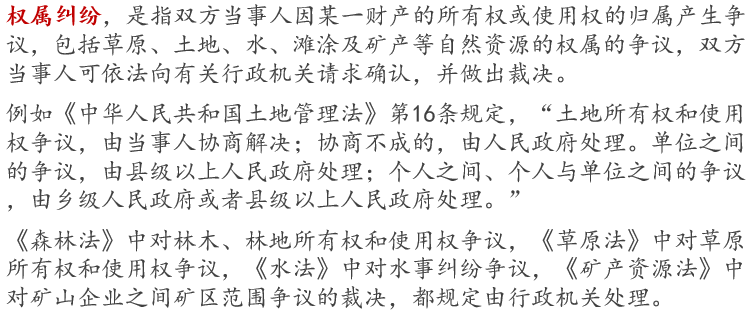 权属纠纷，是指双方当事人因某一财产的所有权或使用权的归属产生争
议，包括草原、土地、水、滩涂及矿产等自然资源的权属的争议，双方
当事人可依法向有关行政机关请求确认，并做出裁决。
例如《中华人民共和国土地管理法》第16条规定，“土地所有权和使用
权争议，由当事人协商解决；协商不成的，由人民政府处理。单位之间
的争议，由县级以上人民政府处理；个人之间、个人与单位之间的争议
，由乡级人民政府或者县级以上人民政府处理。”
《森林法》中对林木、林地所有权和使用权争议，《草原法》中对草原
所有权和使用权争议，《水法》中对水事纠纷争议，《矿产资源法》中
对矿山企业之间矿区范围争议的裁决，都规定由行政机关处理。